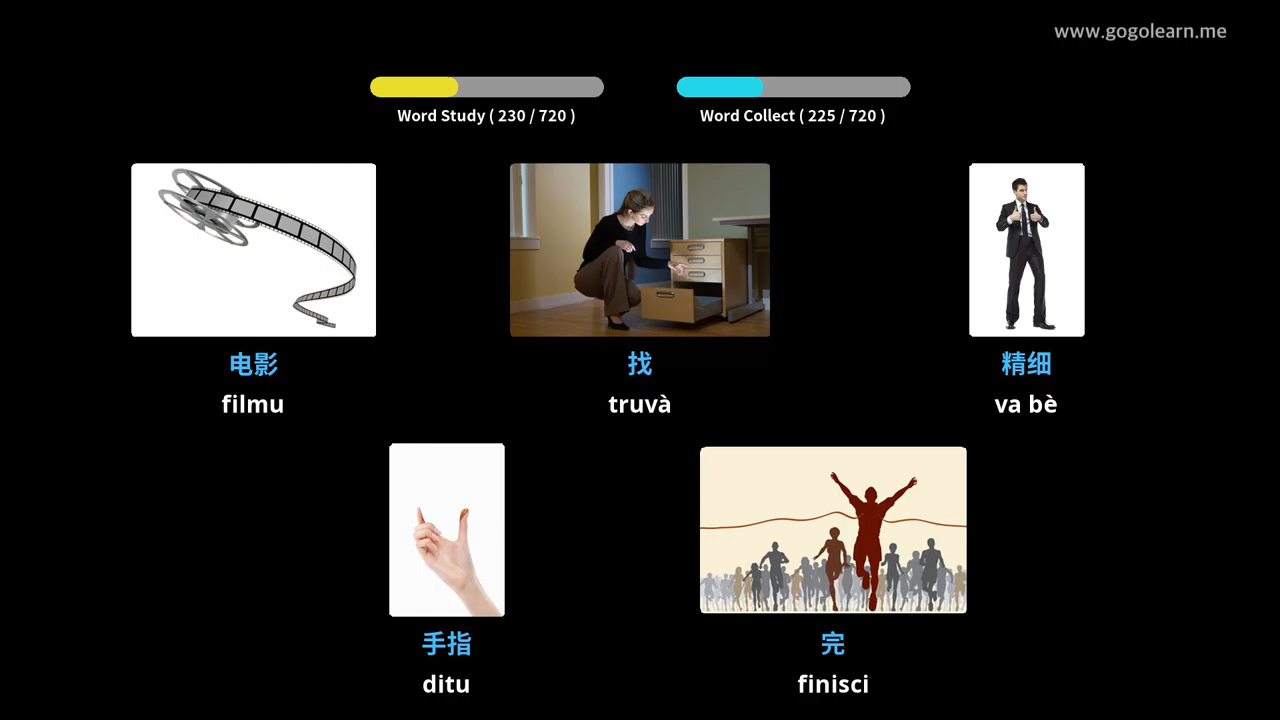 www.gogolearn.me
Word Study ( 230 / 720 )
Word Collect ( 225 / 720 )
电影
filmu
找
truvà
精细
va bè
手指
ditu
完
finisci